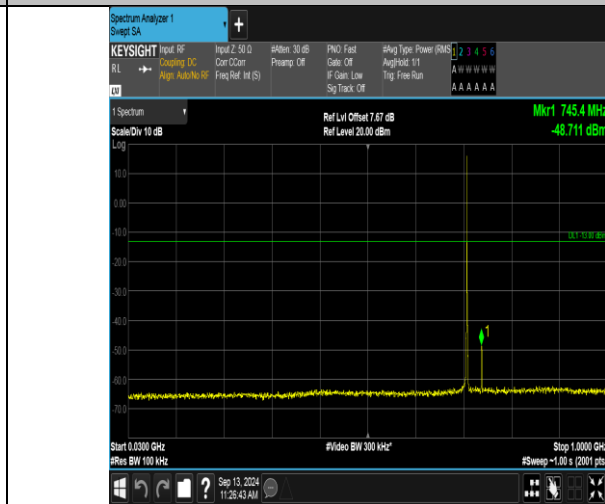 Spectrum Analyzer 1
Swept SA
+
KEYSIGHT Input: RF Input Z: 50 Ω #Atten: 30 dB PNO: Fast #Avg Type: Power (RMS 1 2 3 4 5 6
RL Coupling: DC Corr CCorr Preamp: Off Gate: Off Avg|Hold: 1/1 A W W W W W
Align: Auto/No RF Freq Ref: Int (S) IF Gain: Low Trig: Free Run
Sig Track: Off A A A A A A
LXI
1 Spectrum Ref Lvl Offset 7.67 dB Mkr1 745.4 MHz
Scale/Div 10 dB Ref Level 20.00 dBm -48.711 dBm
Log
10.0
0.00
-10.0
DL1 -13.00 dBm
-20.0
-30.0
-40.0
1
-50.0
-60.0
-70.0
Start 0.0300 GHz #Video BW 300 kHz* Stop 1.0000 GHz
#Res BW 100 kHz #Sweep ~1.00 s (2001 pts
? Sep 13, 2024
11:26:43 AM